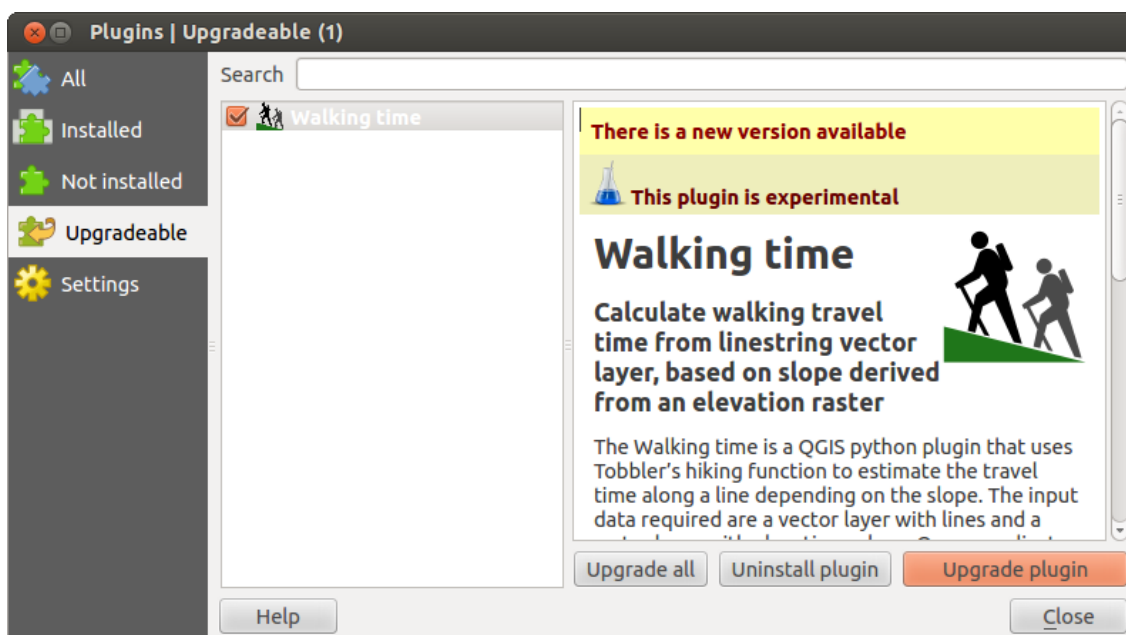 Plugins | Upgradeable (1)
All
Installed
Not installed
Upgradeable
Settings
Search
Walking time
There is a new version available
This plugin is experimental
Walking time
Calculate walking travel
time from linestring vector
layer, based on slope derived
from an elevation raster
The Walking time is a QGIS python plugin that uses
Tobbler's hiking function to estimate the travel
time along a line depending on the slope. The input
data required are a vector layer with lines and a
Upgrade all
Uninstall plugin
Upgrade plugin
Help
Close